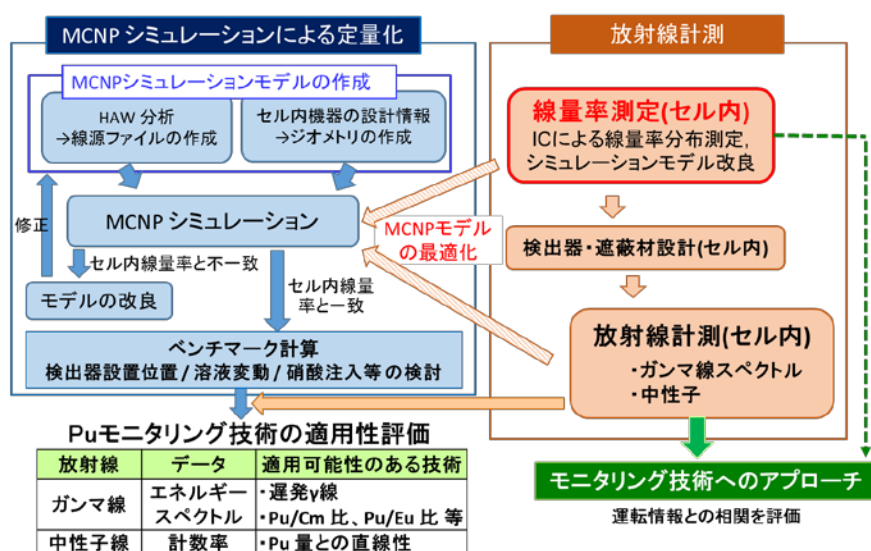 MCNP シミュレーションによる定量化
MCNPシミュレーションモデルの作成
HAW 分析
→線源ファイルの作成
セル内機器の設計情報
→ジオメトリの作成
MCNP シミュレーション
修正
セル内線量率と不一致
モデルの改良
セル内線量
率と一致
ベンチマーク計算
検出器設置位置/溶液変動/硝酸注入等の検討
放射線計測
線量率測定(セル内)
ICによる線量率分布測定,
シミュレーションモデル改良
MCNPモデル
の最適化
検出器・遮蔽材設計(セル内)
放射線計測(セル内)
・ガンマ線スペクトル
・中性子
Puモニタリング技術の適用性評価
放射線 データ 適用可能性のある技術
ガンマ線 エネルギー
スペクトル ・遅発γ線
・Pu/Cm 比、Pu/Eu 比 等
中性子線 計数率 ・Pu 量との直線性
モニタリング技術へのアプローチ
運転情報との相関を評価